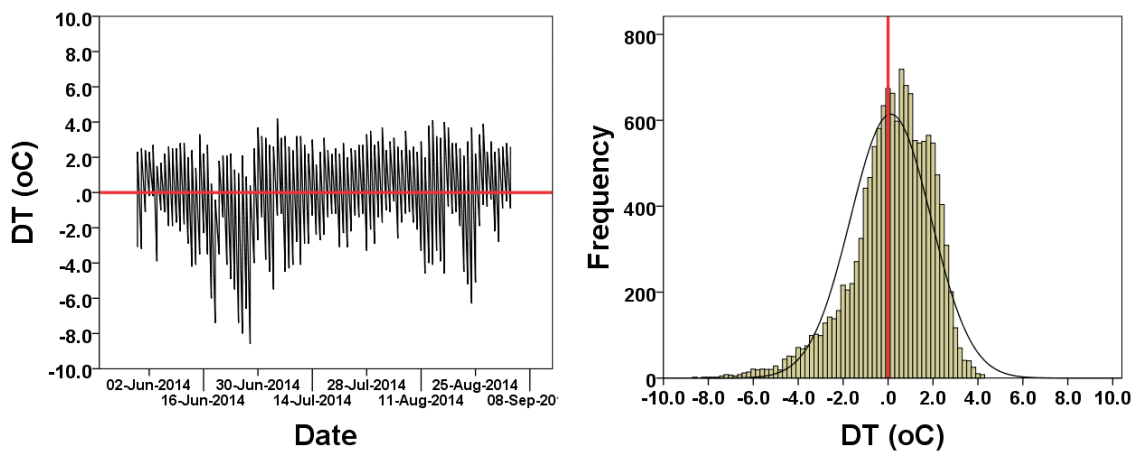 10.0
8.0
6.0
4.0
2.0
.0
-2.0
-4.0
-6.0
-8.0
-10.0
DT (oC)
02-Jun-2014 30-Jun-2014 28-Jul-2014 25-Aug-2014
16-Jun-2014 14-Jul-2014 11-Aug-2014 08-Sep-20
Date
800
600
400
200
0
Frequency
-10.0 -8.0 -6.0 -4.0 -2.0 .0 2.0 4.0 6.0 8.0 10.0
DT (oC)